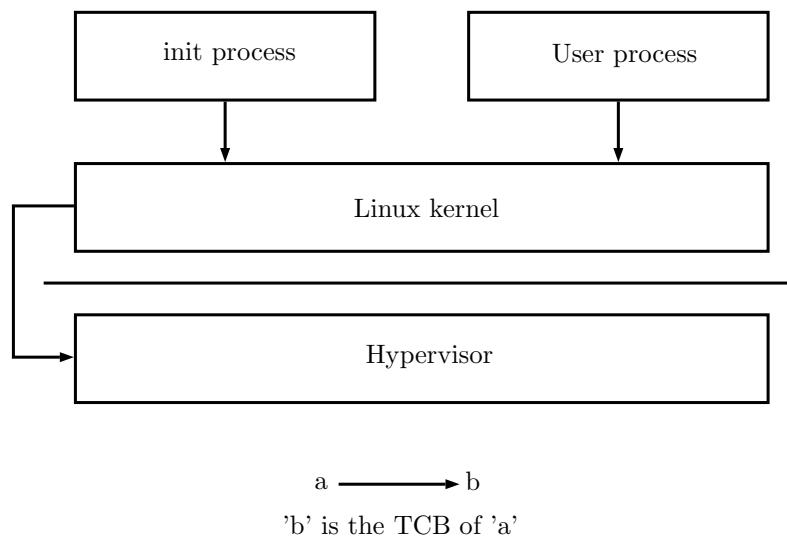 init process
User process
Linux kernel
Hypervisor
a b
'b' is the TCB of 'a'